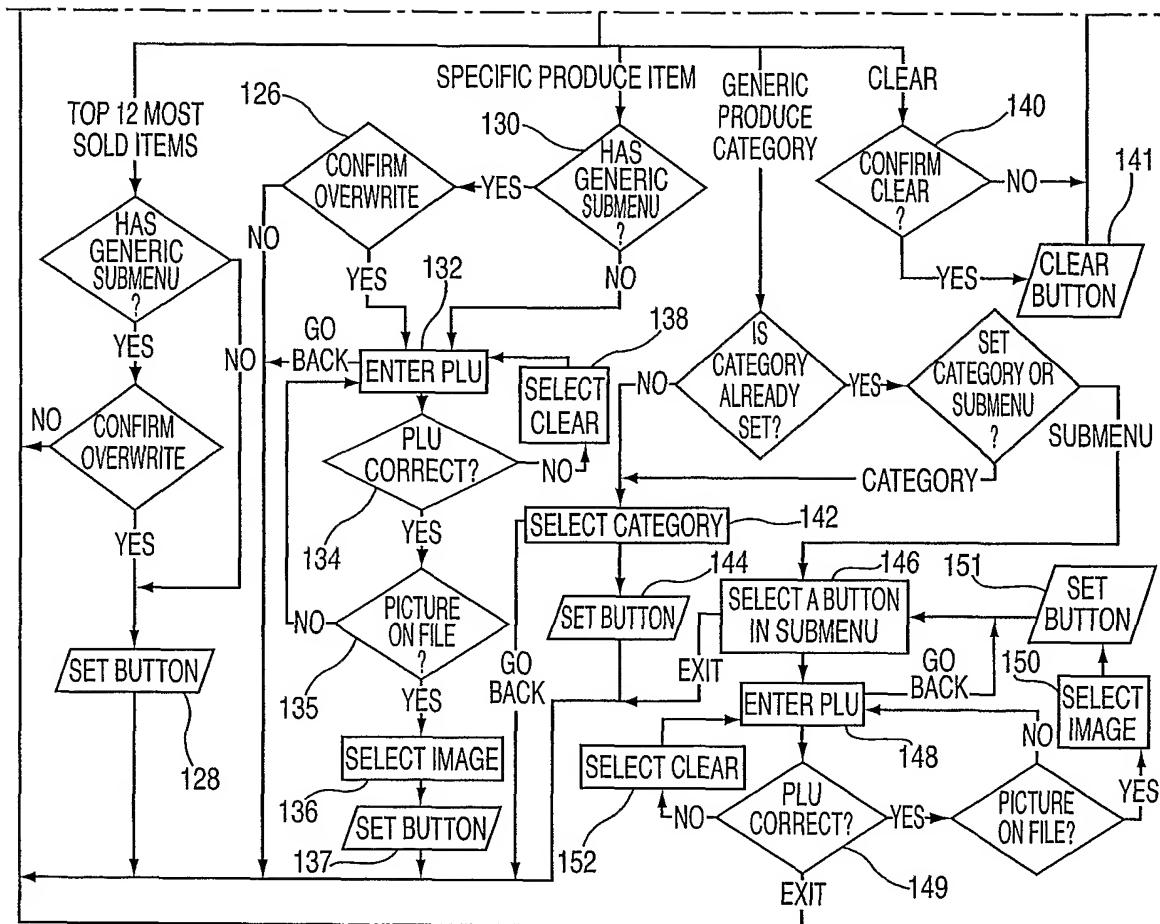 TOP 12 MOST
SOLD ITEMS
HAS
GENERIC
SUBMENU
?
YES
NO
CONFIRM
OVERWRITE
NO
YES
SET BUTTON
128
126
CONFIRM
OVERWRITE
NO
YES
SPECIFIC PRODUCE ITEM
130
HAS
GENERIC
SUBMENU
?
YES
NO
132
GO
BACK
ENTER PLU
138
SELECT
CLEAR
PLU
CORRECT?
NO
134
YES
PICTURE
ON FILE
?
NO
135
YES
SELECT IMAGE
136
SET BUTTON
137
GENERIC
PRODUCE
CATEGORY
IS
CATEGORY
ALREADY
SET?
NO
YES
SET
CATEGORY OR
SUBMENU
?
SUBMENU
CATEGORY
SELECT CATEGORY
142
GO
BACK
144
SET BUTTON
146
SELECT A BUTTON
IN SUBMENU
EXIT
ENTER PLU
148
GO
BACK
151
SET
BUTTON
150
SELECT
IMAGE
SELECT CLEAR
152
NO
PLU
CORRECT?
149
YES
EXIT
PICTURE
ON FILE?
NO
YES
CLEAR
140
CONFIRM
CLEAR
?
NO
YES
141
CLEAR
BUTTON